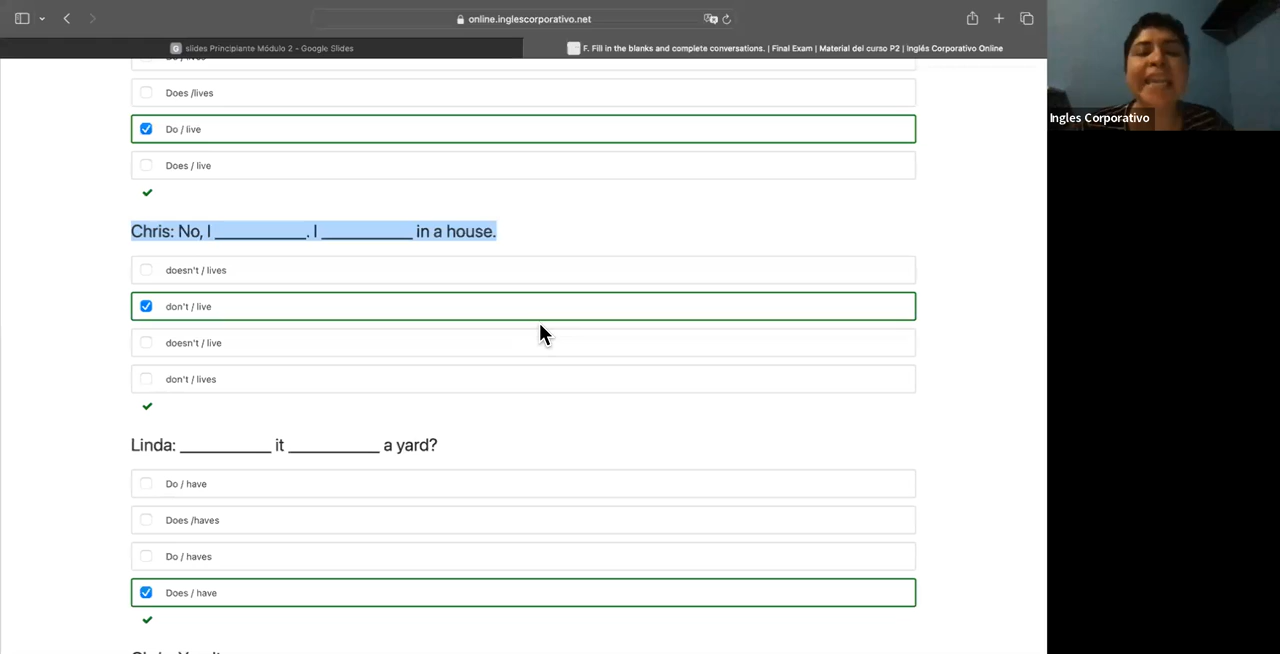 online.inglescorporativo.net
slides Principiante Módulo 2 - Google Slides
F. Fill in the blanks and complete conversations. | Final Exam | Material del curso P2 | Inglés Corporativo Online
Do / lives
Does /lives
Do / live
Does / live
Chris: No, I __________. I __________ in a house.
doesn't / lives
don't / live
doesn't / live
don't / lives
Linda: __________ it __________ a yard?
Do / have
Does /haves
Do / haves
Does / have
Ingles Corporativo